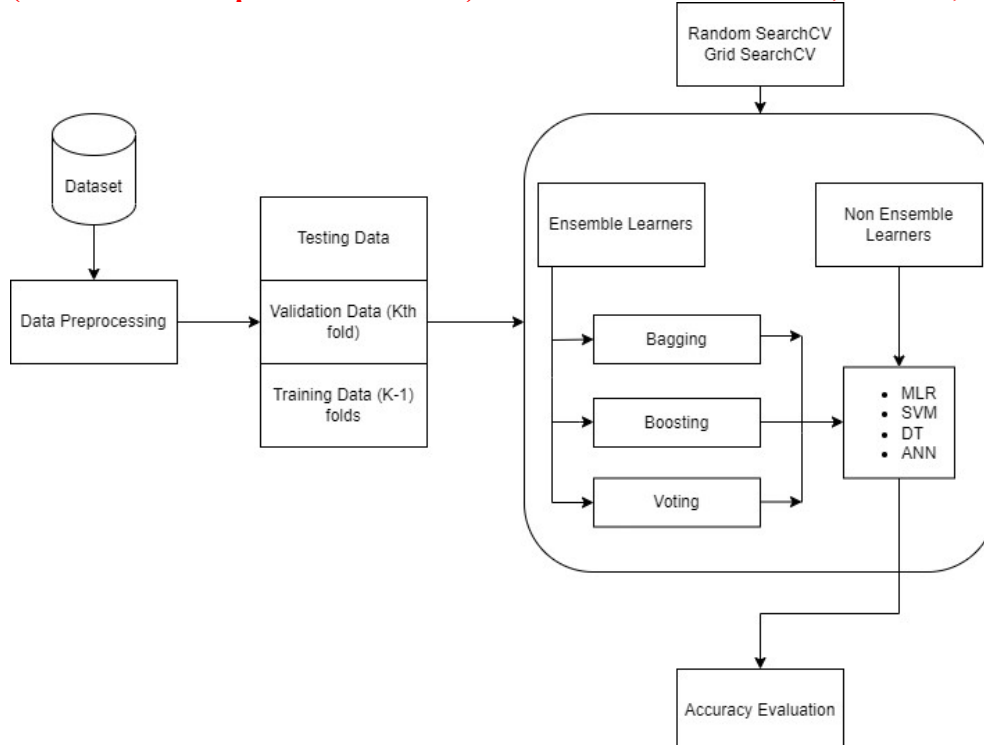 Random SearchCV
Grid SearchCV
Dataset
Data Preprocessing
Testing Data
Validation Data (Kth
fold)
Training Data (K-1)
folds
Ensemble Learners
Non Ensemble
Learners
Bagging
Boosting
Voting
• MLR
• SVM
• DT
• ANN
Accuracy Evaluation